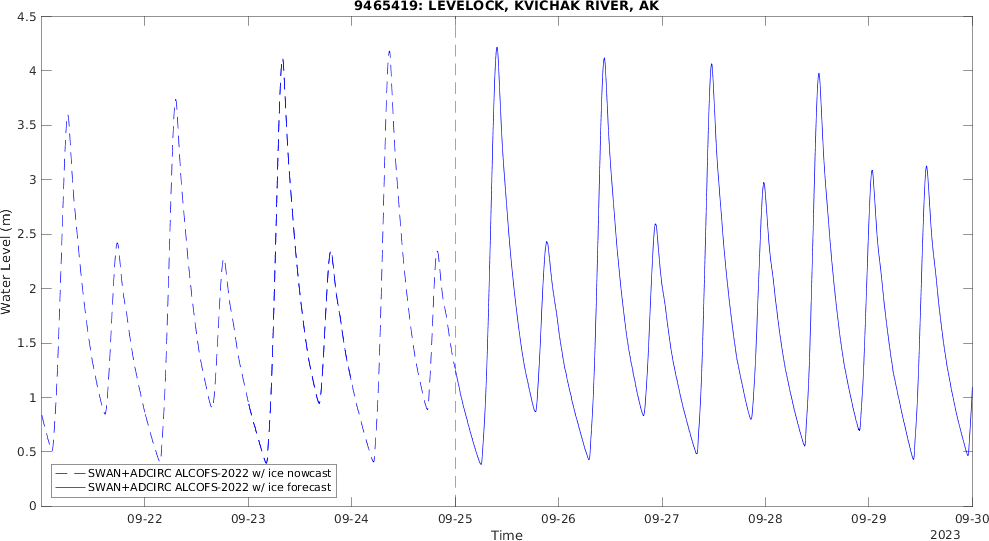 9465419: LEVELOCK, KVICHAK RIVER, AK
4.5
4
3.5
3
2.5
2
1.5
1
0.5
0
Water Level (m)
SWAN+ADCIRC ALCOFS-2022 w/ ice nowcast
SWAN+ADCIRC ALCOFS-2022 w/ ice forecast
09-22 09-23 09-24 09-25 09-26 09-27 09-28 09-29 09-30
Time
2023